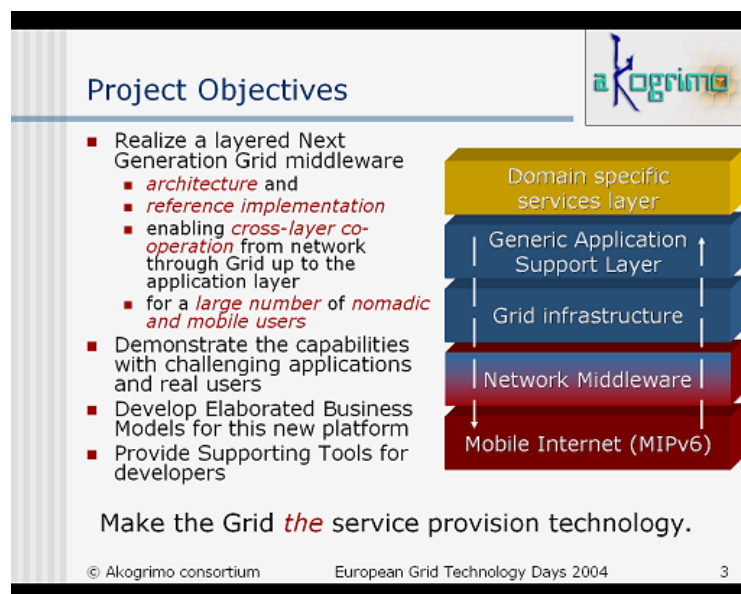 akogrimo
Project Objectives
Realize a layered Next
Generation Grid middleware
architecture and
reference implementation
enabling cross-layer co-
operation from network
through Grid up to the
application layer
for a large number of nomadic
and mobile users
Demonstrate the capabilities
with challenging applications
and real users
Develop Elaborated Business
Models for this new platform
Provide Supporting Tools for
developers
Domain specific
services layer
Generic Application
Support Layer
Grid infrastructure
Network Middleware
Mobile Internet (MIPv6)
Make the Grid the service provision technology.
© Akogrimo consortium
European Grid Technology Days 2004
3